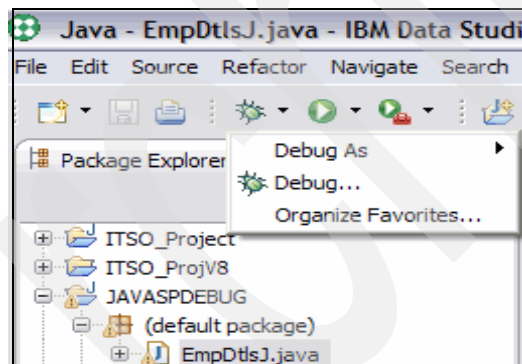 Java - EmpDtlsJ.java - IBM Data Studi
File Edit Source Refactor Navigate Search
Package Explorer
Debug As
Debug...
Organize Favorites...
ITSO_Project
ITSO_ProjV8
JAVASPDEBUG
(default package)
EmpDtlsJ.java